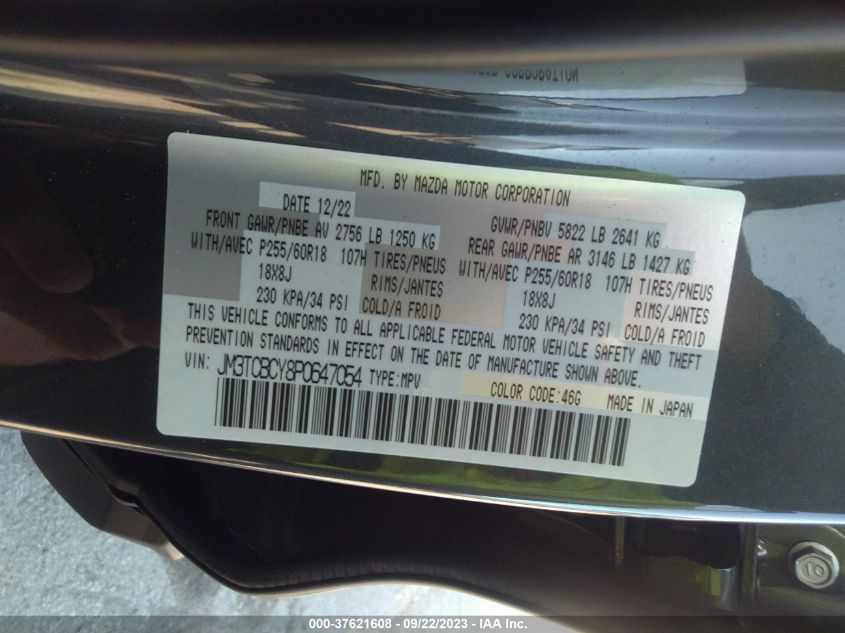 MFD. BY MAZDA MOTOR CORPORATION
DATE 12/22 GVWR/PNBV 5822 LB 2641 KG
FRONT GAWR/PNBE AV 2756 LB 1250 KG REAR GAWR/PNBE AR 3146 LB 1427 KG
WITH/AVEC P255/60R18 107H TIRES/PNEUS WITH/AVEC P255/60R18 107H TIRES/PNEUS
18X8J RIMS/JANTES 18X8J RIMS/JANTES
230 KPA/34 PSI COLD/A FROID 230 KPA/34 PSI COLD/A FROID
THIS VEHICLE CONFORMS TO ALL APPLICABLE FEDERAL MOTOR VEHICLE SAFETY AND THEFT
PREVENTION STANDARDS IN EFFECT ON THE DATE OF MANUFACTURE SHOWN ABOVE.
VIN: JM3TCBCY8P0647054 TYPE:MPV COLOR CODE:46G MADE IN JAPAN
10
000-37621608 - 09/22/2023 - IAA Inc.